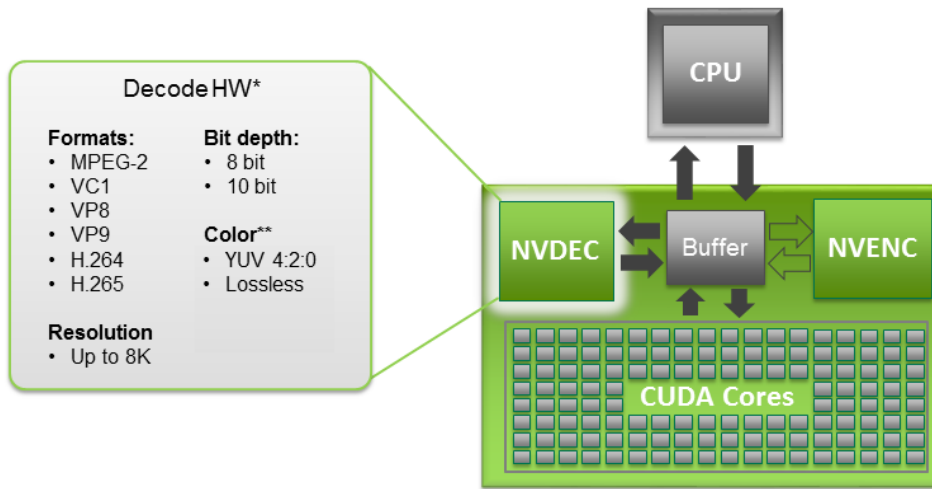 Decode HW*
Formats:
• MPEG-2
• VC1
• VP8
• VP9
• H.264
• H.265
Resolution
• Up to 8K
Bit depth:
• 8 bit
• 10 bit
Color**
• YUV 4:2:0
• Lossless
CPU
NVDEC
Buffer
NVENC
CUDA Cores